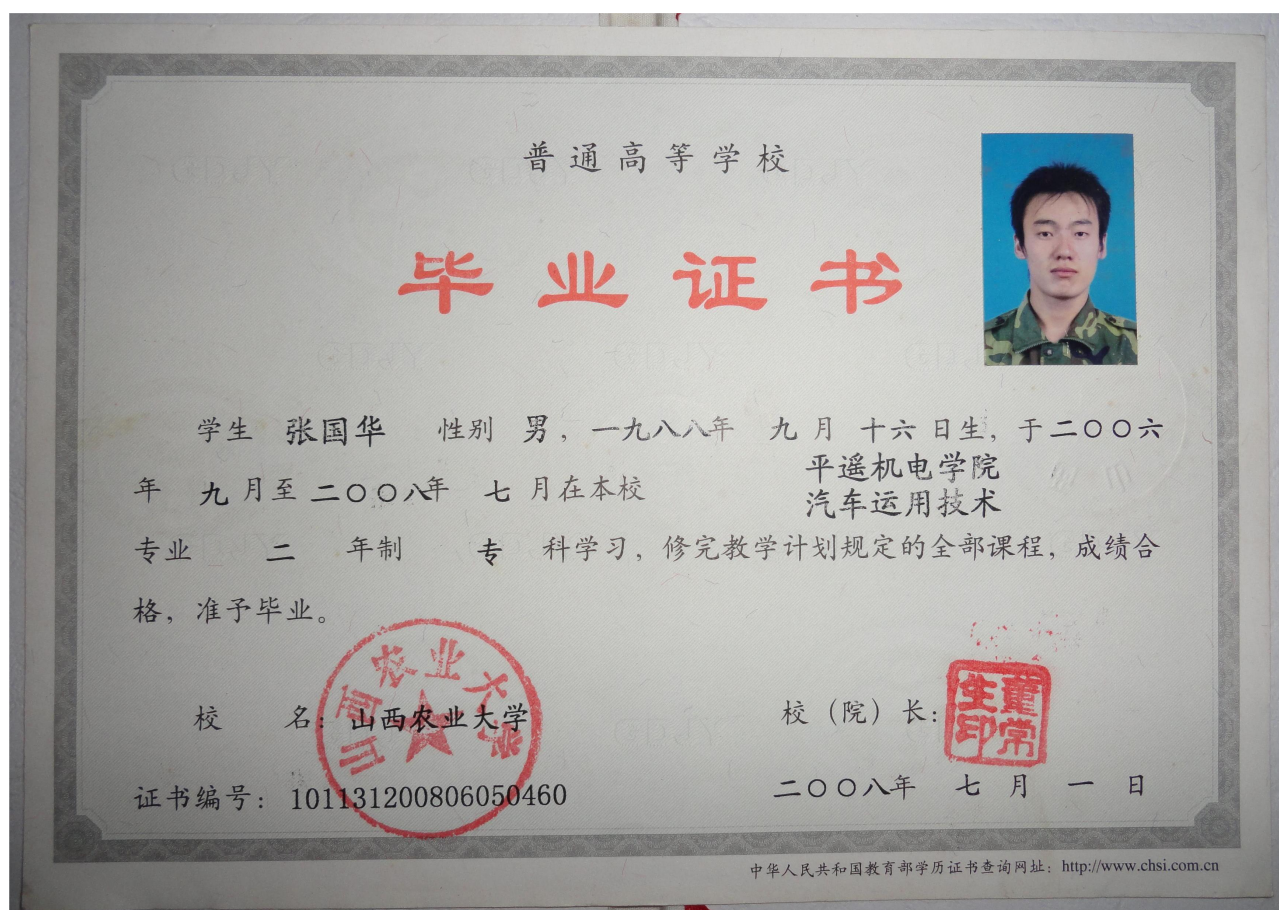 普通高等学校
毕业证书
学生 张国华 性别 男，一九八八年 九月 十六日生，于二〇〇六
年 九月至二〇〇八年 七月在本校 平遥机电学院
汽车运用技术
专业 二 年制 专 科学习，修完教学计划规定的全部课程，成绩合
格，准予毕业。
山西农业大学
校 名：山西农业大学
校（院）长：
董常生印
证书编号：101131200806050460
二〇〇八年 七月 一日
中华人民共和国教育部学历证书查询网址：http://www.chsi.com.cn